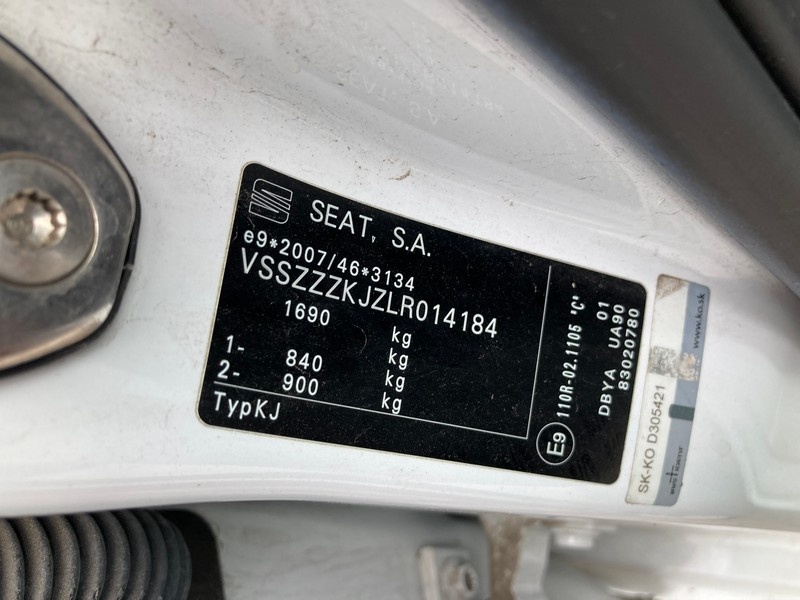 SEAT, S.A.
e9*2007/46*3134
VSSZZZKJZLR014184
1690 kg
kg
1- 840 kg
2- 900 kg
TypKJ
E9 110R-02.1105 "C"
01
DBYA UA90
83020780
SK-KO D305421
www.ko.sk